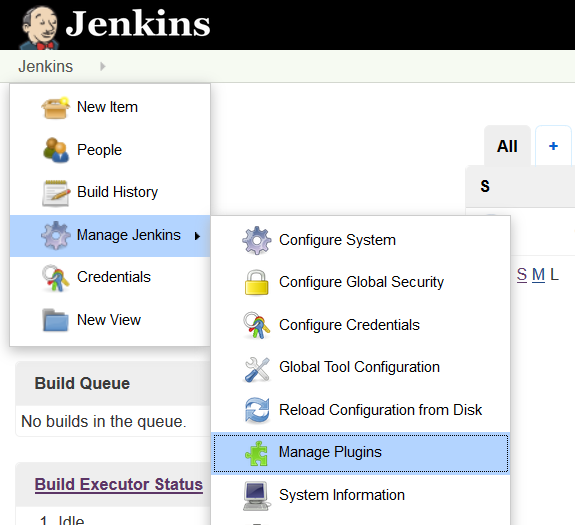 Jenkins
Jenkins
New Item
People
Build History
Manage Jenkins
Credentials
New View
All
+
S
Configure System
Configure Global Security
S M L
Configure Credentials
Global Tool Configuration
Reload Configuration from Disk
Manage Plugins
System Information
Build Queue
No builds in the queue.
Build Executor Status
1 Idle